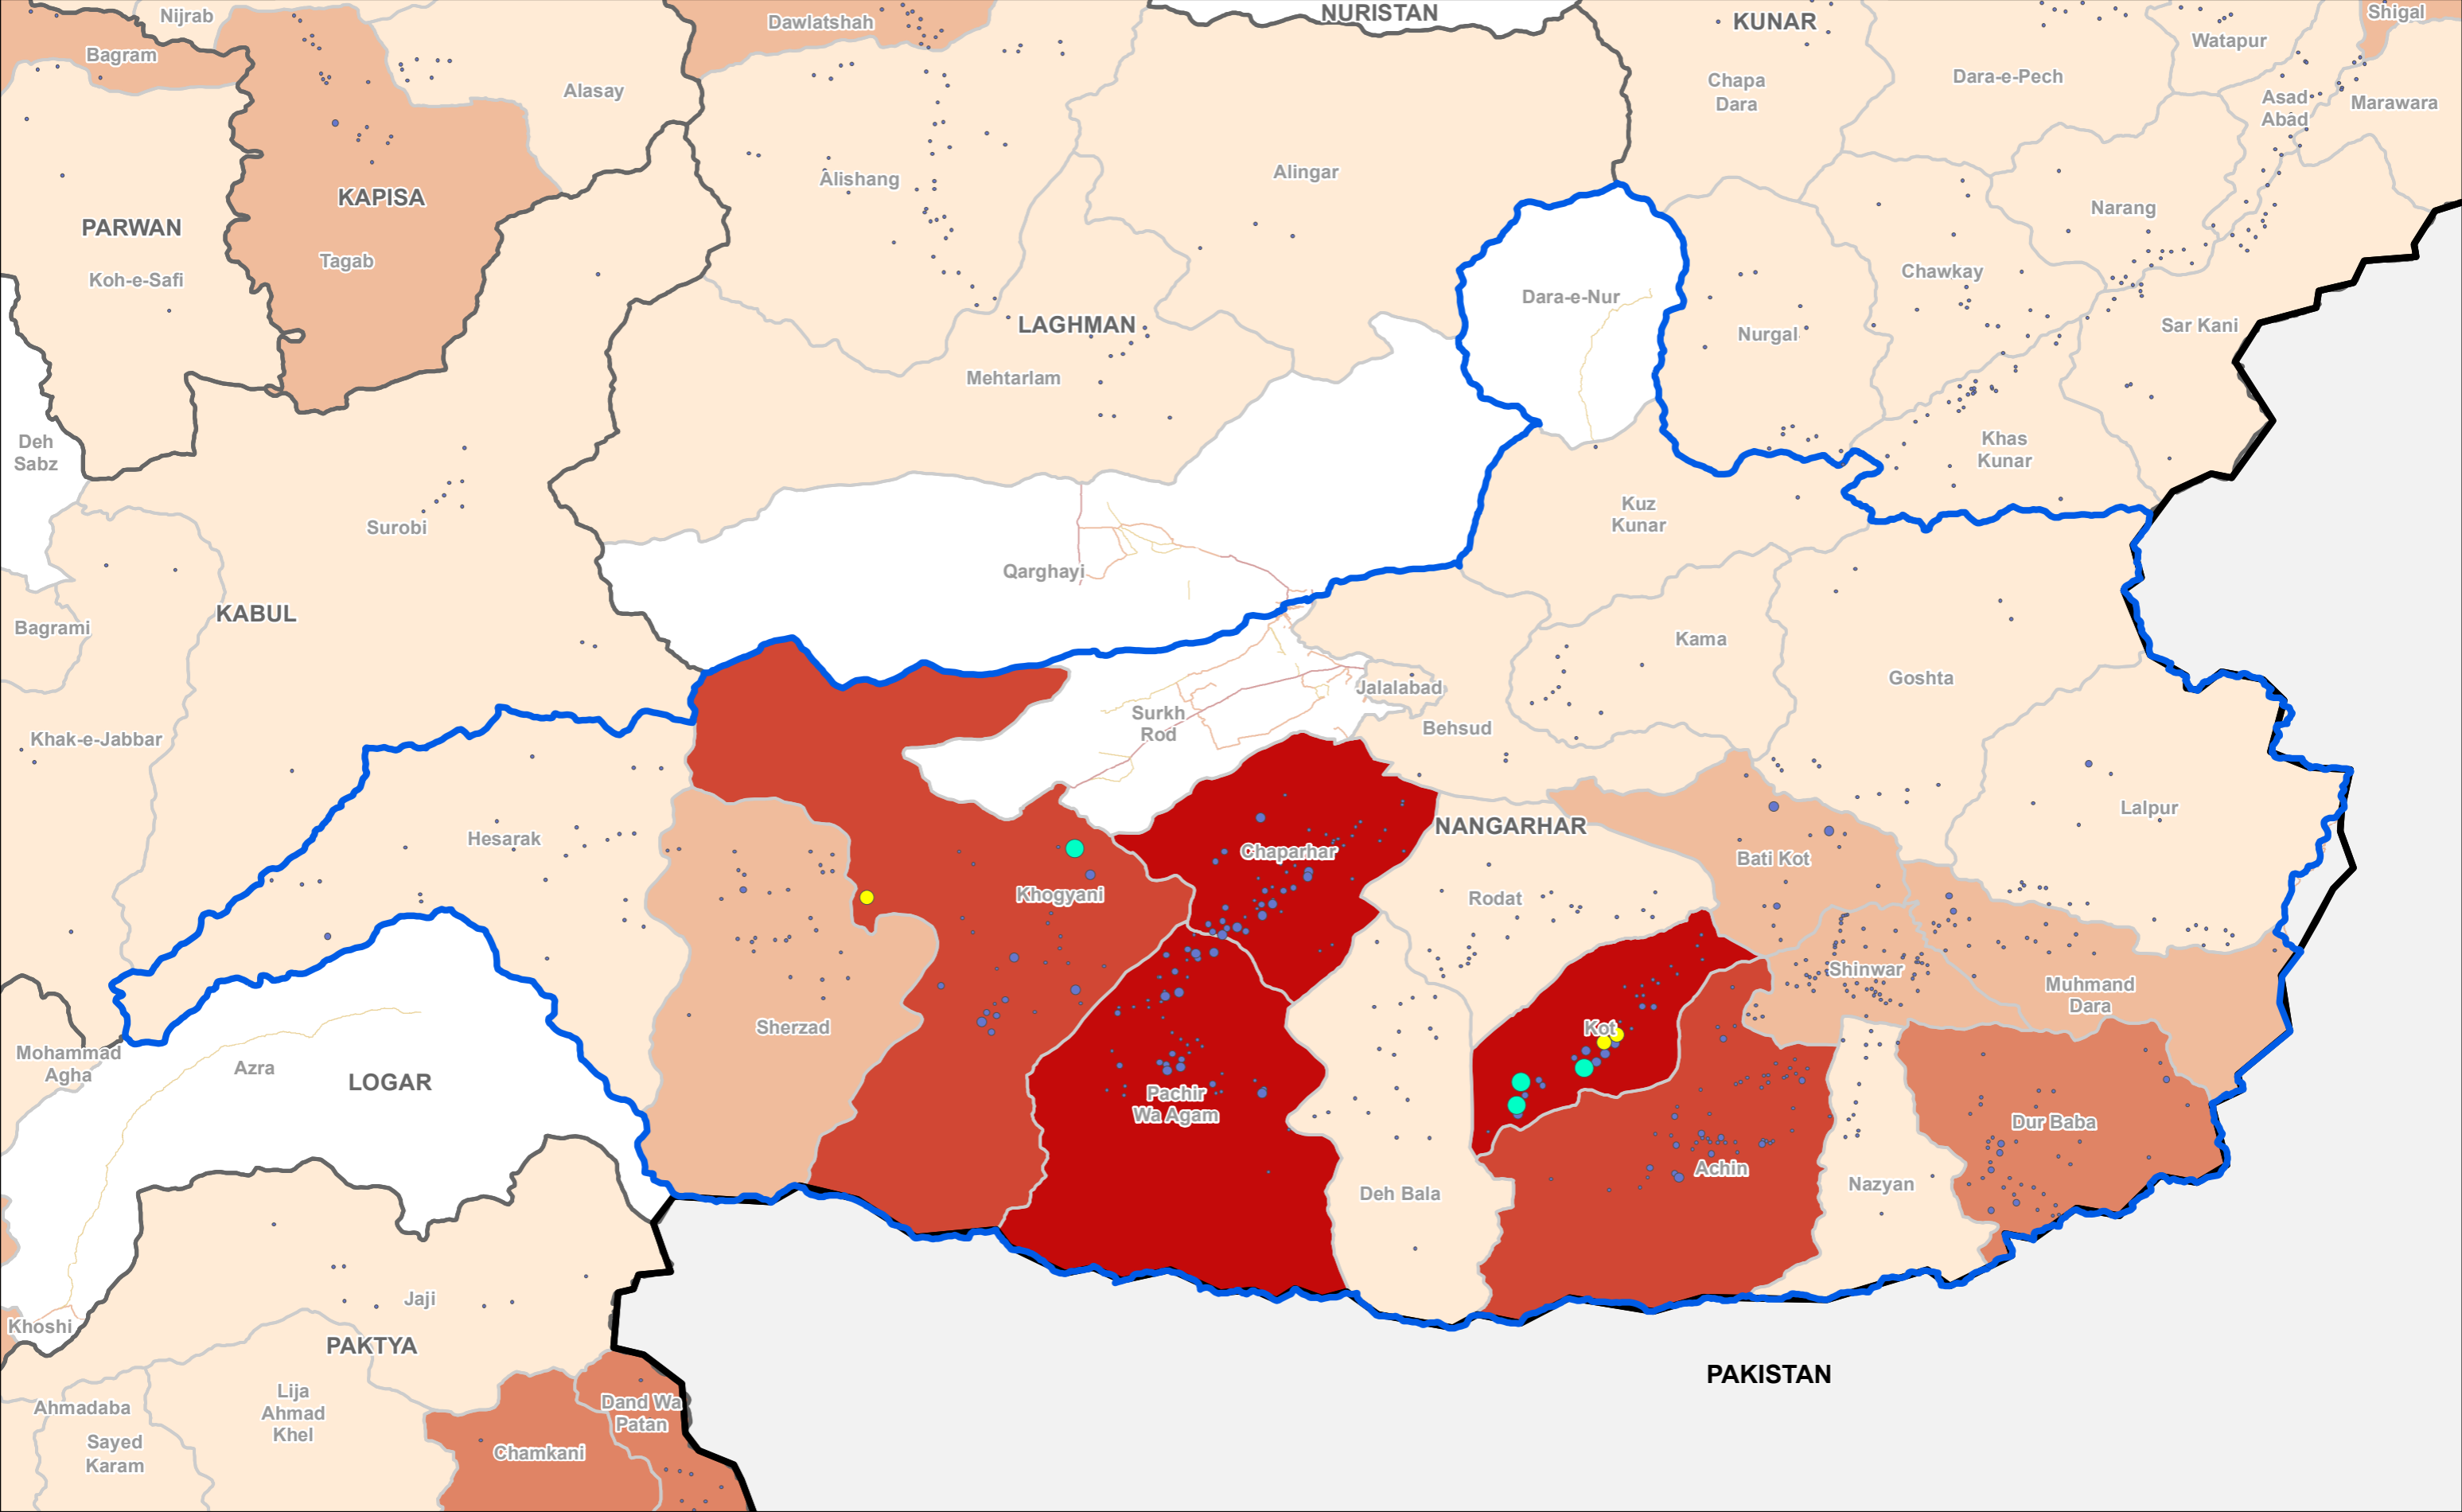 Nijrab
Dawlatshah
NURISTAN
KUNAR
Shigal
Bagram
Watapur
Alasay
Chapa
Dara
Dara-e-Pech
Asad
Abad
Marawara
Alishang
Alingar
KAPISA
Narang
PARWAN
Tagab
Koh-e-Safi
Chawkay
Dara-e-Nur
LAGHMAN
Nurgal
Sar Kani
Mehtarlam
Deh
Sabz
Khas
Kunar
Surobi
Kuz
Kunar
Qarghayi
KABUL
Bagrami
Kama
Goshta
Jalalabad
Surkh
Rod
Behsud
Khak-e-Jabbar
Lalpur
Hesarak
NANGARHAR
Chaparhar
Bati Kot
Khogyani
Rodat
Shinwar
Muhmand
Dara
Sherzad
Kot
Mohammad
Agha
Azra
LOGAR
Pachir
Wa Agam
Dur Baba
Achin
Nazyan
Deh Bala
Jaji
Khoshi
PAKTYA
PAKISTAN
Lija
Ahmad
Khel
Ahmadaba
Dand Wa
Patan
Sayed
Karam
Chamkani